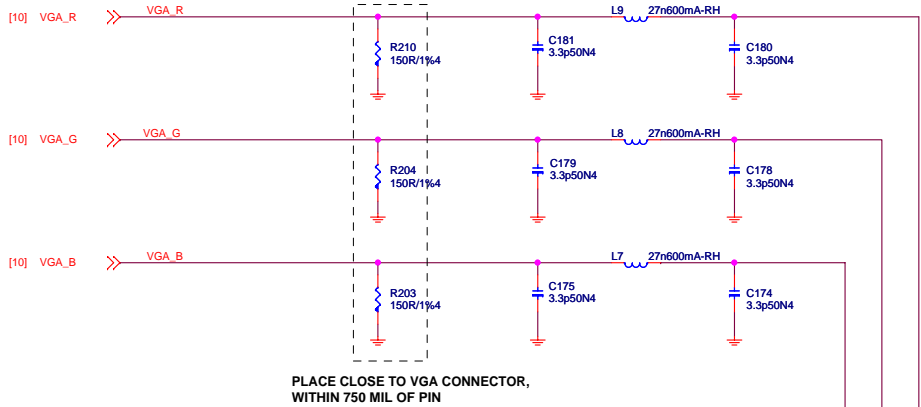 [10] VGA_R VGA_R L9 27n600mA-RH
R210
150R/1%4
C181
3.3p50N4
C180
3.3p50N4
[10] VGA_G VGA_G L8 27n600mA-RH
R204
150R/1%4
C179
3.3p50N4
C178
3.3p50N4
[10] VGA_B VGA_B L7 27n600mA-RH
R203
150R/1%4
C175
3.3p50N4
C174
3.3p50N4
PLACE CLOSE TO VGA CONNECTOR,
WITHIN 750 MIL OF PIN